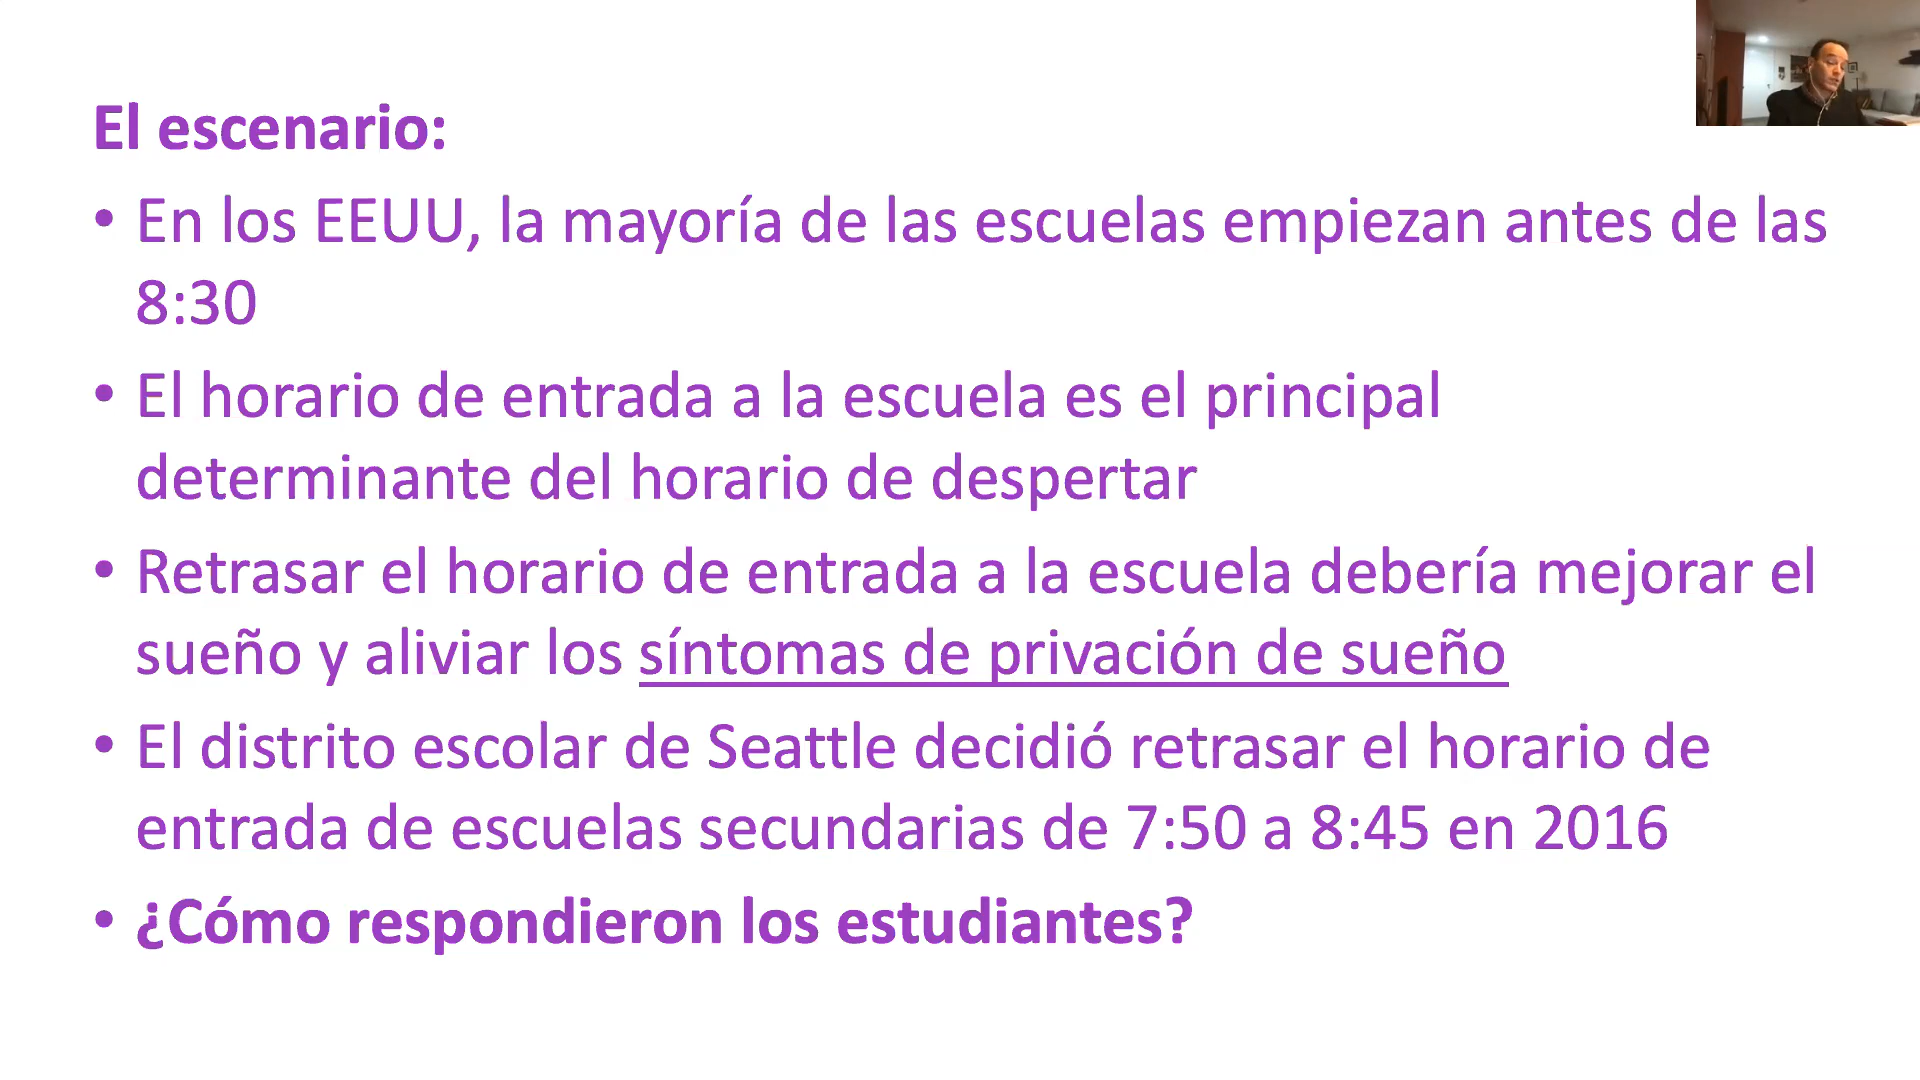 El escenario:
• En los EEUU, la mayoría de las escuelas empiezan antes de las
8:30
• El horario de entrada a la escuela es el principal
determinante del horario de despertar
• Retrasar el horario de entrada a la escuela debería mejorar el
sueño y aliviar los síntomas de privación de sueño
• El distrito escolar de Seattle decidió retrasar el horario de
entrada de escuelas secundarias de 7:50 a 8:45 en 2016
• ¿Cómo respondieron los estudiantes?